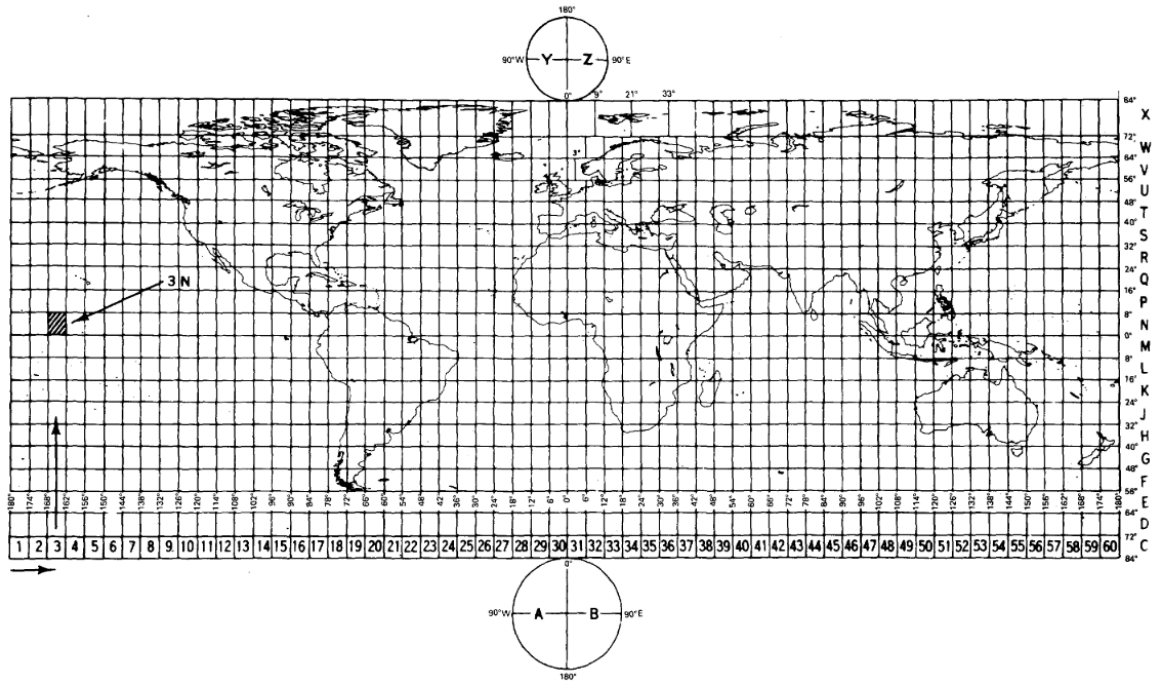 180°
90°W Y Z 90°E
0° 9° 21° 33°
84°
X
72°
W
3°
64°
V
56°
U
48°
T
40°
S
32°
R
24°
Q
3 N
16°
P
8°
N
0°
M
8°
L
16°
K
24°
J
32°
H
40°
G
48°
F
56°
180° 174° 168° 162° 156° 150° 144° 138° 132° 126° 120° 114° 108° 102° 96° 90° 84° 78° 72° 66° 60° 54° 48° 42° 36° 30° 24° 18° 12° 6° 0° 6° 12° 18° 24° 30° 36° 42° 48° 54° 60° 66° 72° 78° 84° 90° 96° 102° 108° 114° 120° 126° 132° 138° 144° 150° 156° 162° 168° 174° 180°
E
64°
D
72°
1 2 3 4 5 6 7 8 9 10 11 12 13 14 15 16 17 18 19 20 21 22 23 24 25 26 27 28 29 30 31 32 33 34 35 36 37 38 39 40 41 42 43 44 45 46 47 48 49 50 51 52 53 54 55 56 57 58 59 60 C
84°
0°
90°W A B 90°E
180°